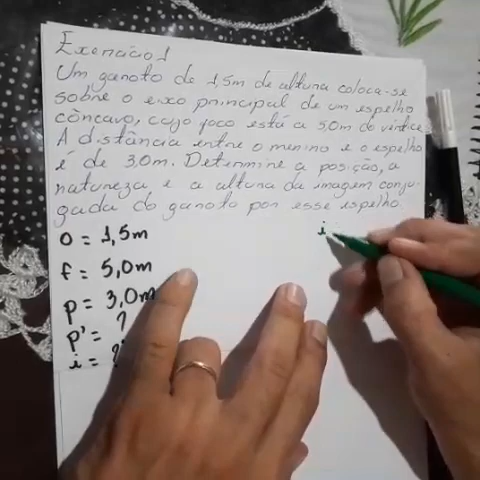 Exercício 1
Um garoto de 1,5m de altura coloca-se
sobre o eixo principal de um espelho
côncavo, cujo foco está a 5,0m do vértice.
A distância entre o menino e o espelho
é de 3,0m. Determine a posição, a
natureza e a altura da imagem conju-
gada do garoto por esse espelho.
O = 1,5m
f = 5,0m
p = 3,0m
p' = ?
i = ?
i